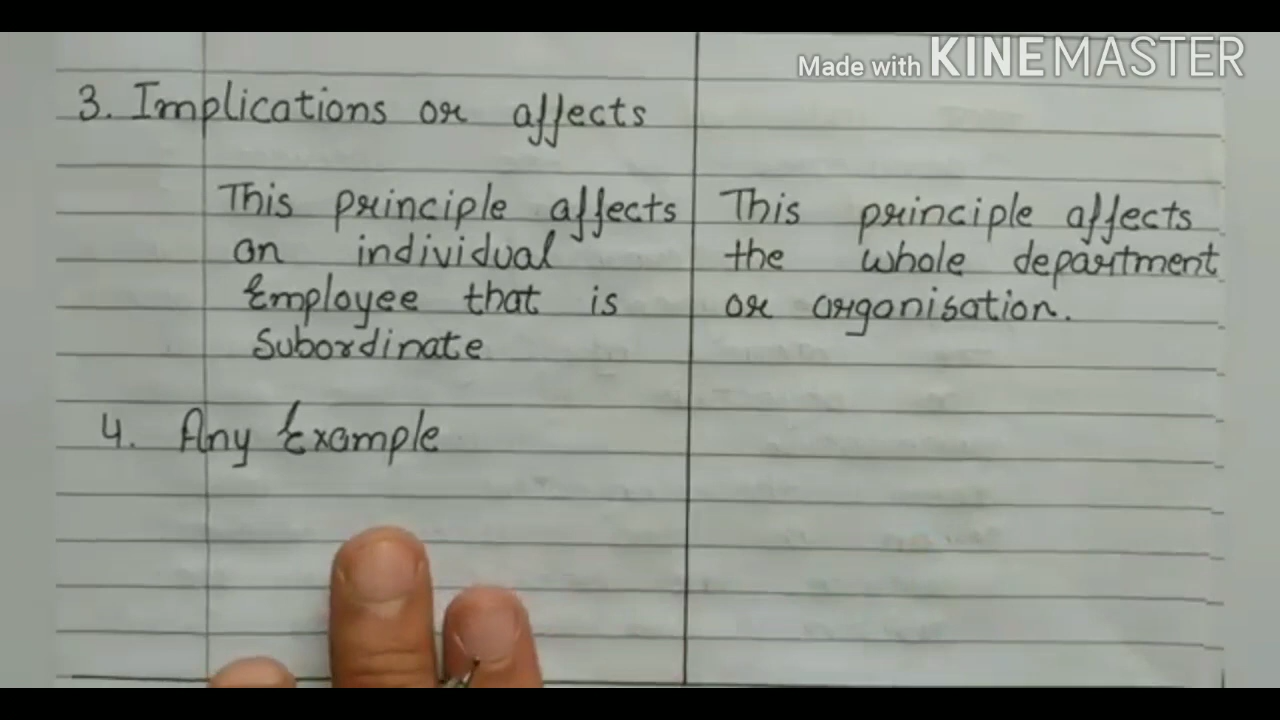 Made with KINEMASTER
3. Implications or affects
This principle affects
on individual
Employee that is
Subordinate
This principle affects
the whole department
or organisation.
4. Any Example